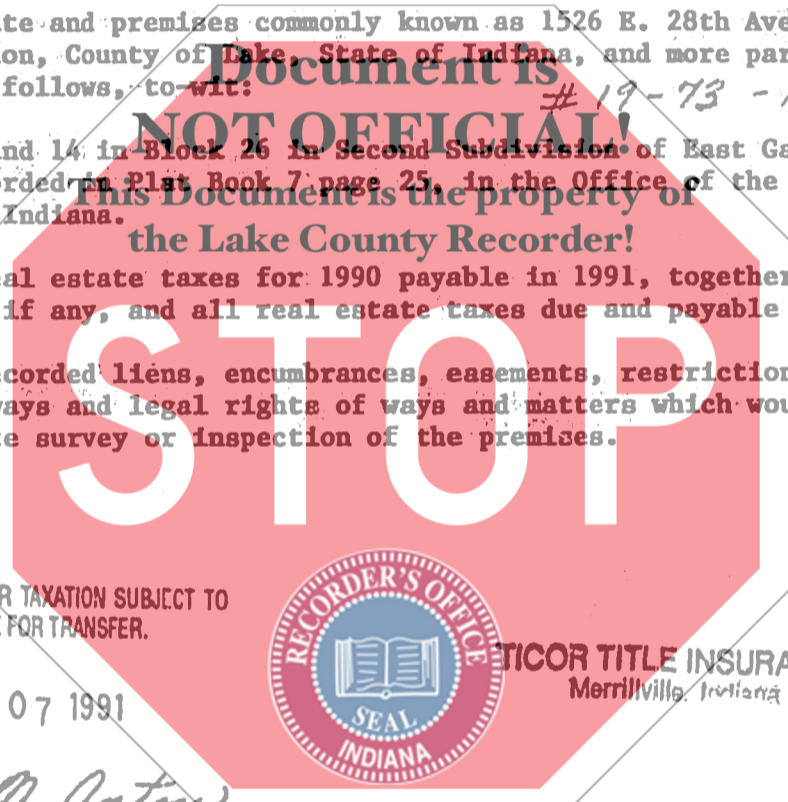 te and premises commonly known as 1526 E. 28th Ave
on, County of Lake, State of Indiana, and more par
follows, to-wit:
Document is
# 19-73 -
NOT OFFICIAL!
nd 14 in Block 26 in Second Subdivision of East Ga
orded in Plat Book 7 page 25, in the Office of the
This Document is the property of
Indiana.
the Lake County Recorder!
al estate taxes for 1990 payable in 1991, together
if any, and all real estate taxes due and payable
STOP
corded liens, encumbrances, easements, restriction
ays and legal rights of ways and matters which wou
e survey or inspection of the premises.
R TAXATION SUBJECT TO
FOR TRANSFER.
RECORDER'S OFFICE
SEAL
INDIANA
TICOR TITLE INSURA
Merrillville, Indiana
07 1991